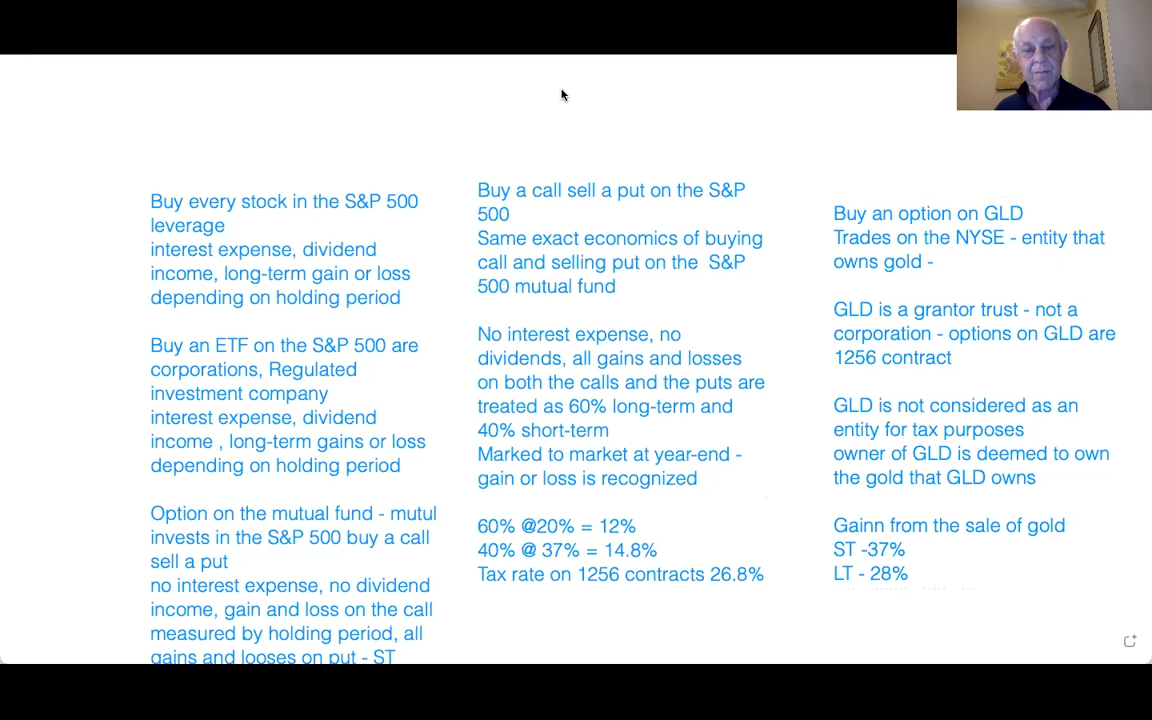 Buy every stock in the S&P 500
leverage
interest expense, dividend
income, long-term gain or loss
depending on holding period
Buy an ETF on the S&P 500 are
corporations, Regulated
investment company
interest expense, dividend
income , long-term gains or loss
depending on holding period
Option on the mutual fund - mutul
invests in the S&P 500 buy a call
sell a put
no interest expense, no dividend
income, gain and loss on the call
measured by holding period, all
gains and looses on put - ST
Buy a call sell a put on the S&P
500
Same exact economics of buying
call and selling put on the S&P
500 mutual fund
No interest expense, no
dividends, all gains and losses
on both the calls and the puts are
treated as 60% long-term and
40% short-term
Marked to market at year-end -
gain or loss is recognized
60% @20% = 12%
40% @ 37% = 14.8%
Tax rate on 1256 contracts 26.8%
Buy an option on GLD
Trades on the NYSE - entity that
owns gold -
GLD is a grantor trust - not a
corporation - options on GLD are
1256 contract
GLD is not considered as an
entity for tax purposes
owner of GLD is deemed to own
the gold that GLD owns
Gainn from the sale of gold
ST -37%
LT - 28%